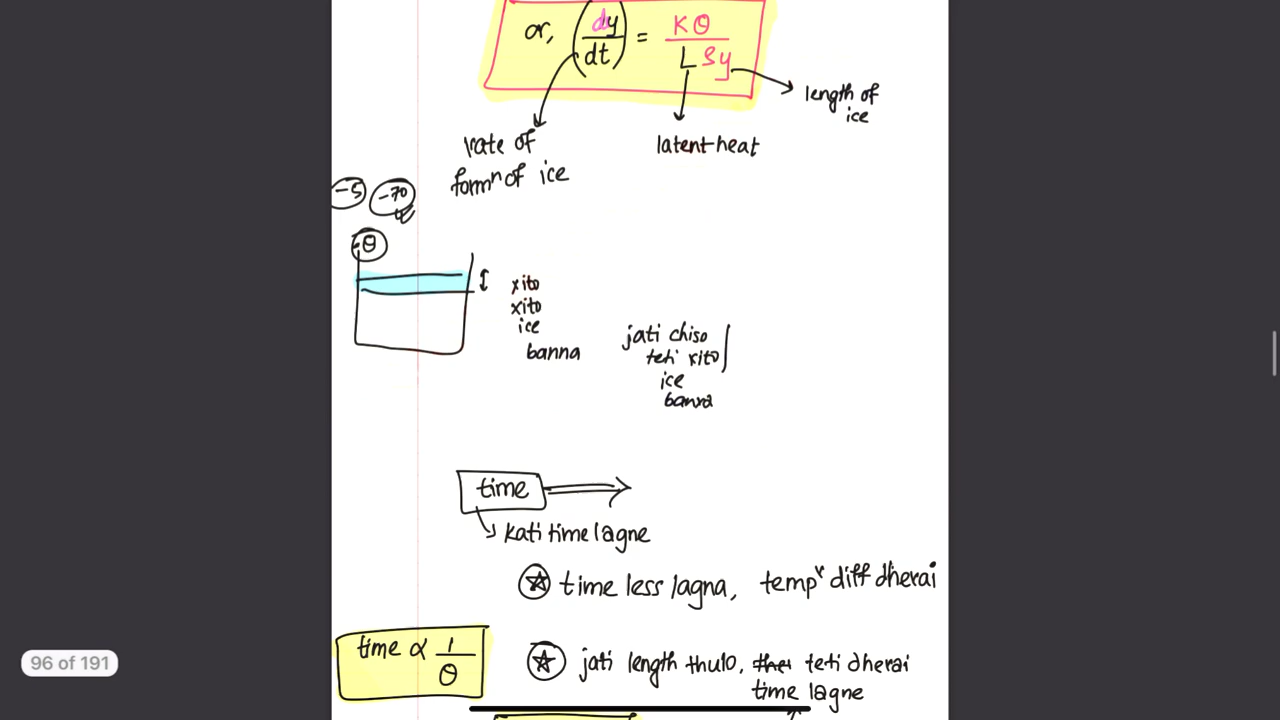 or, (dy/dt) = Kθ / L ρy
length of
ice
rate of
formⁿ of ice
latent heat
-5 -70
-θ
xito
xito
ice
banna
jati chiso
teti xito
ice
banna
time
kati time lagne
time less lagna, tempʳ diff dherai
time ∝ 1/θ
jati length thulo, teti dherai
time lagne
96 of 191